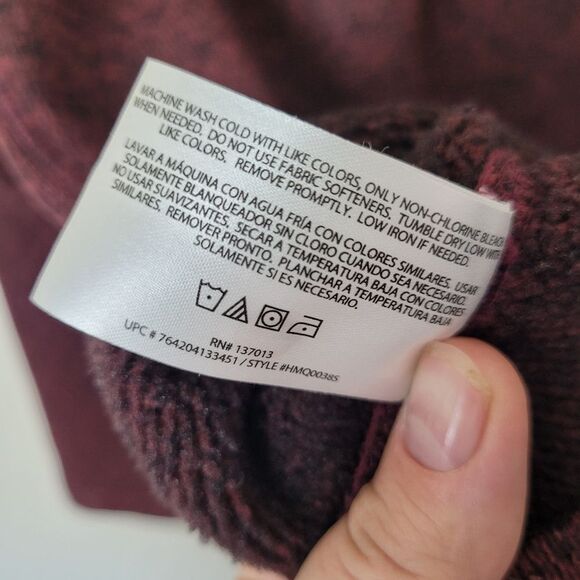 MACHINE WASH COLD WITH LIKE COLORS, ONLY NON-CHLORINE BLEACH
WHEN NEEDED. DO NOT USE FABRIC SOFTENERS. TUMBLE DRY LOW WITH
LIKE COLORS. REMOVE PROMPTLY. LOW IRON IF NEEDED.
LAVAR A MÁQUINA CON AGUA FRÍA CON COLORES SIMILARES. USAR
SOLAMENTE BLANQUEADOR SIN CLORO CUANDO SEA NECESARIO.
NO USAR SUAVIZANTES. SECAR A TEMPERATURA BAJA CON COLORES
SIMILARES. REMOVER PRONTO. PLANCHAR A TEMPERATURA BAJA
SOLAMENTE SI ES NECESARIO.
RN# 137013
UPC # 764204133451 / STYLE #HMQ0038S